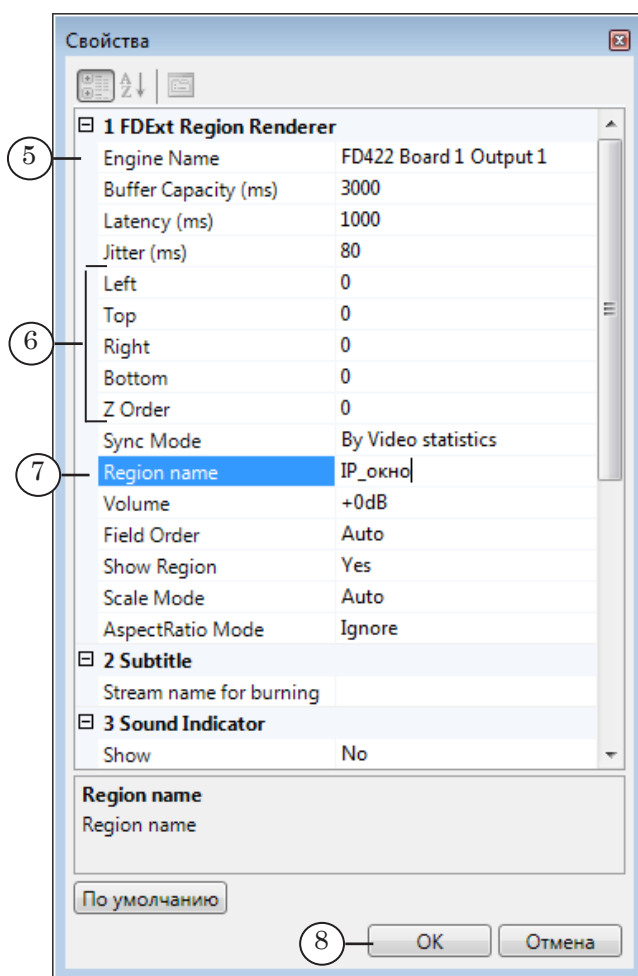 Свойства
1 FDExt Region Renderer
5
Engine Name FD422 Board 1 Output 1
Buffer Capacity (ms) 3000
Latency (ms) 1000
Jitter (ms) 80
Left 0
Top 0
6
Right 0
Bottom 0
Z Order 0
Sync Mode By Video statistics
7
Region name IP_окно
Volume +0dB
Field Order Auto
Show Region Yes
Scale Mode Auto
AspectRatio Mode Ignore
2 Subtitle
Stream name for burning
3 Sound Indicator
Show No
Region name
Region name
По умолчанию
8
OK Отмена